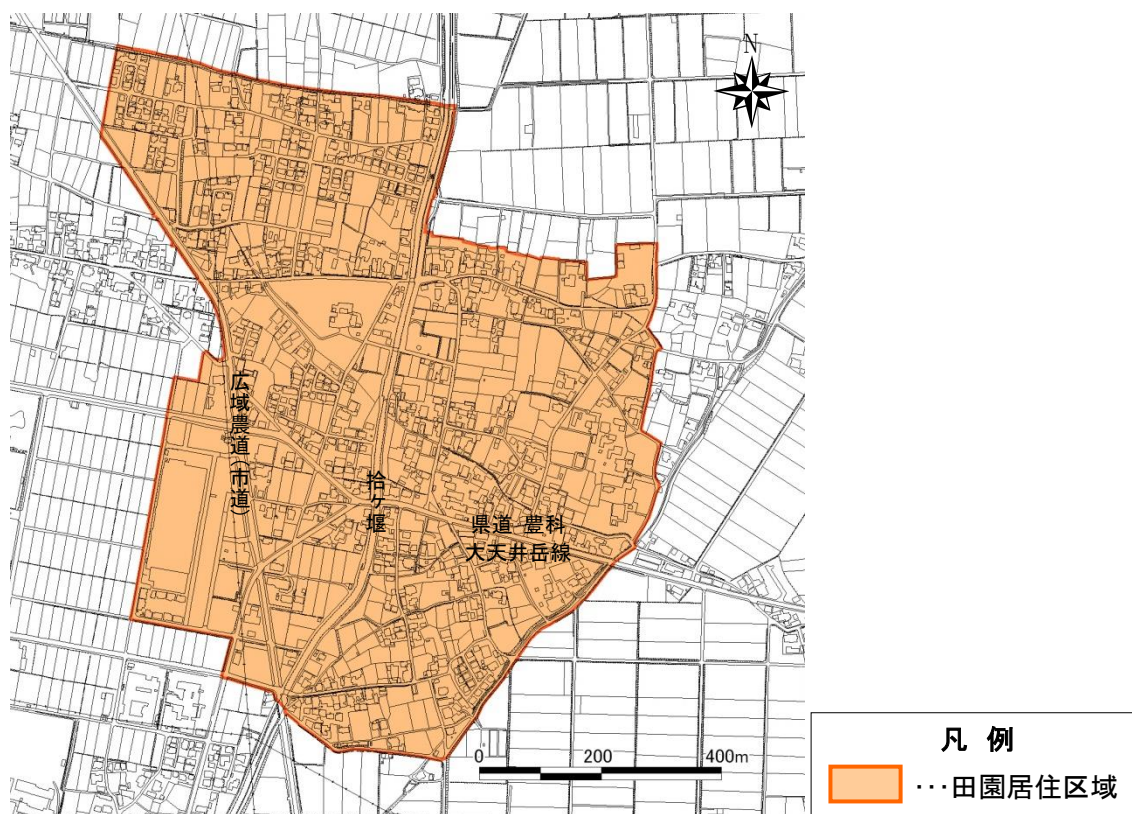 N
広域農道(市道)
拾ヶ堰
県道 豊科
大天井岳線
0 200 400m
凡 例
･･･田園居住区域